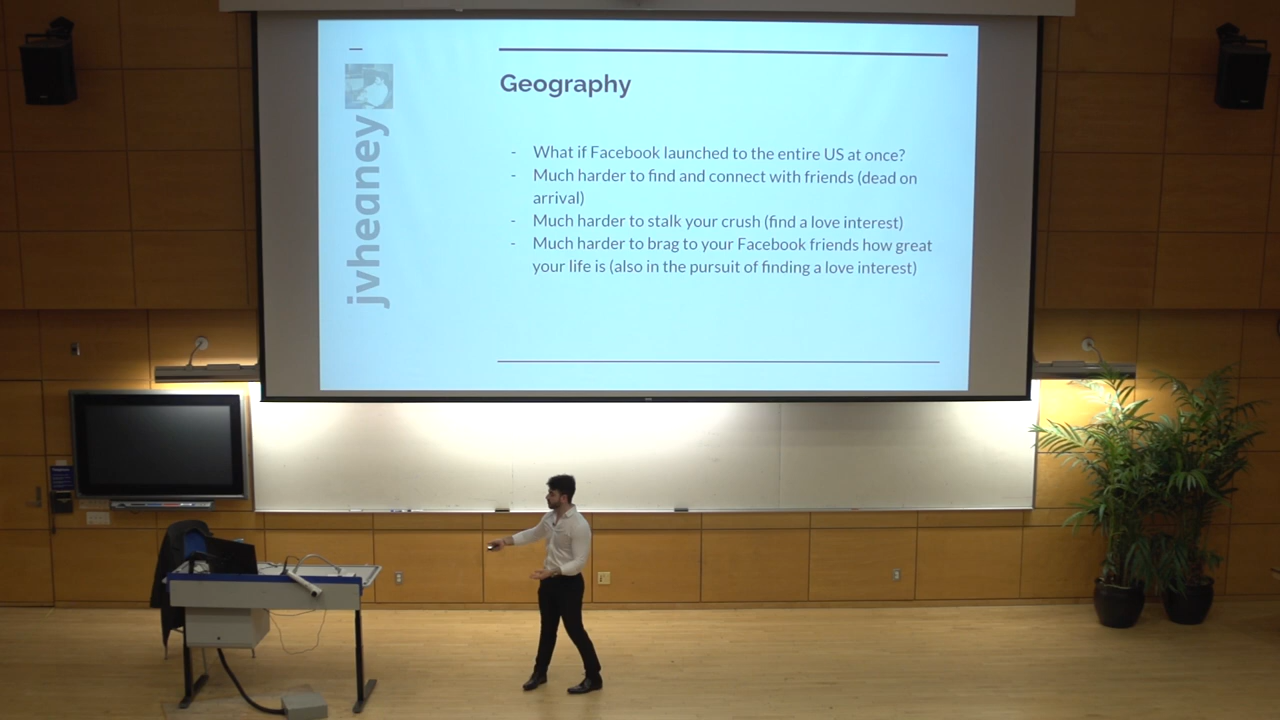 jvheaney
Geography
- What if Facebook launched to the entire US at once?
- Much harder to find and connect with friends (dead on
arrival)
- Much harder to stalk your crush (find a love interest)
- Much harder to brag to your Facebook friends how great
your life is (also in the pursuit of finding a love interest)